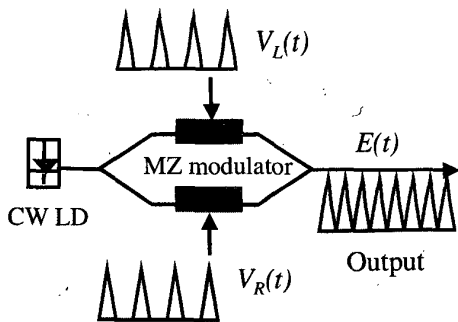 V_L(t)
E(t)
MZ modulator
CW LD
Output
V_R(t)